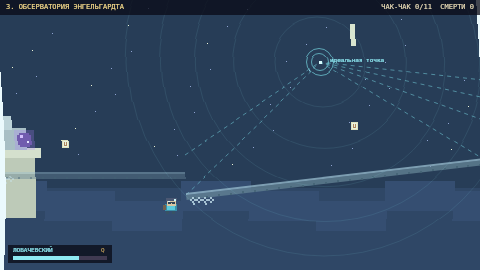 3. ОБСЕРВАТОРИЯ ЭНГЕЛЬГАРДТА
ЧАК-ЧАК 0/11 СМЕРТИ 0
идеальная точка
ЛОБАЧЕВСКИЙ